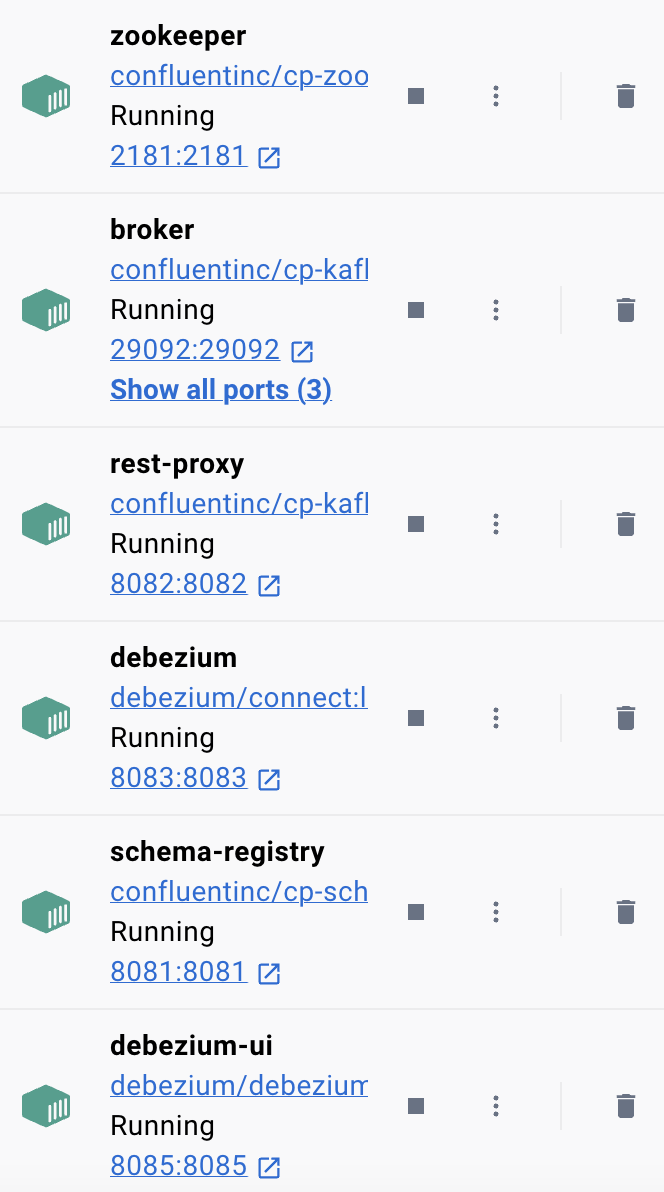 zookeeper
confluentinc/cp-zoo
Running
2181:2181
broker
confluentinc/cp-kafl
Running
29092:29092
Show all ports (3)
rest-proxy
confluentinc/cp-kafl
Running
8082:8082
debezium
debezium/connect:l
Running
8083:8083
schema-registry
confluentinc/cp-sch
Running
8081:8081
debezium-ui
debezium/debezium
Running
8085:8085